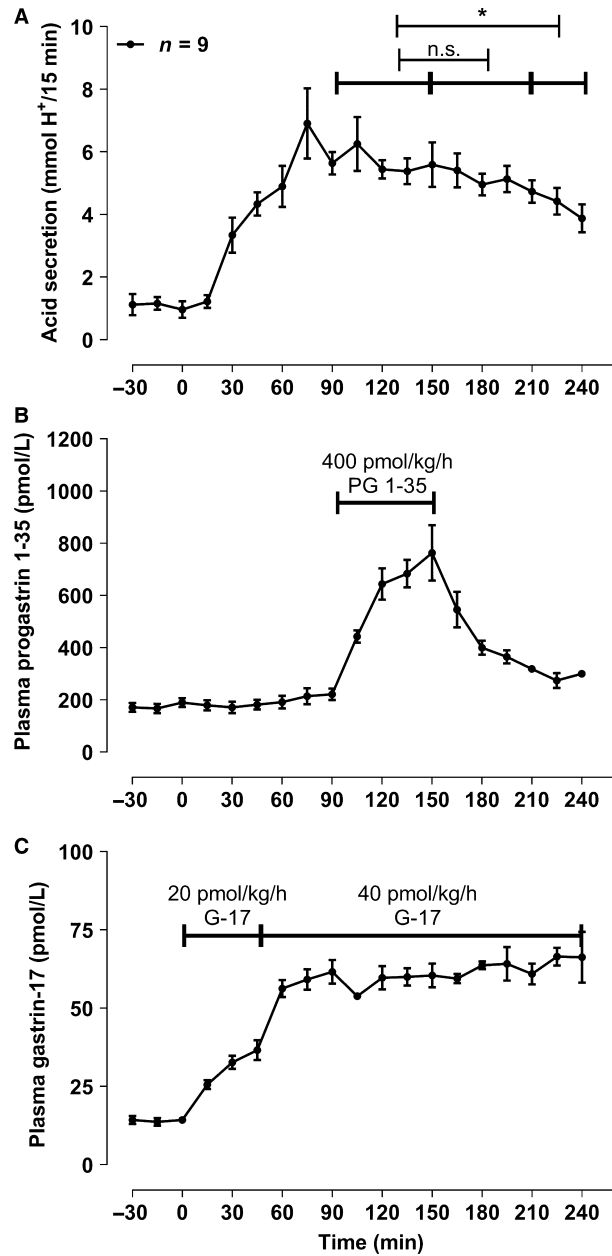 A
Acid secretion (mmol H+/15 min)
10
8
6
4
2
0
n = 9
*
n.s.
–30 0 30 60 90 120 150 180 210 240
B
Plasma progastrin 1-35 (pmol/L)
1200
1000
800
600
400
200
0
400 pmol/kg/h
PG 1-35
–30 0 30 60 90 120 150 180 210 240
C
Plasma gastrin-17 (pmol/L)
100
75
50
25
0
20 pmol/kg/h
G-17
40 pmol/kg/h
G-17
–30 0 30 60 90 120 150 180 210 240
Time (min)